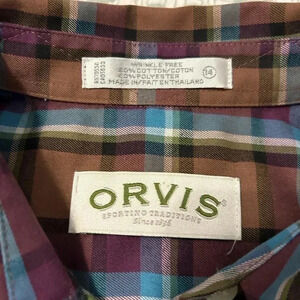 WRINKLE FREE
60% COTTON/COTON
40% POLYESTER
MADE IN/FAIT EN THAILAND
14
ORVIS®
SPORTING TRADITIONS
Since 1856